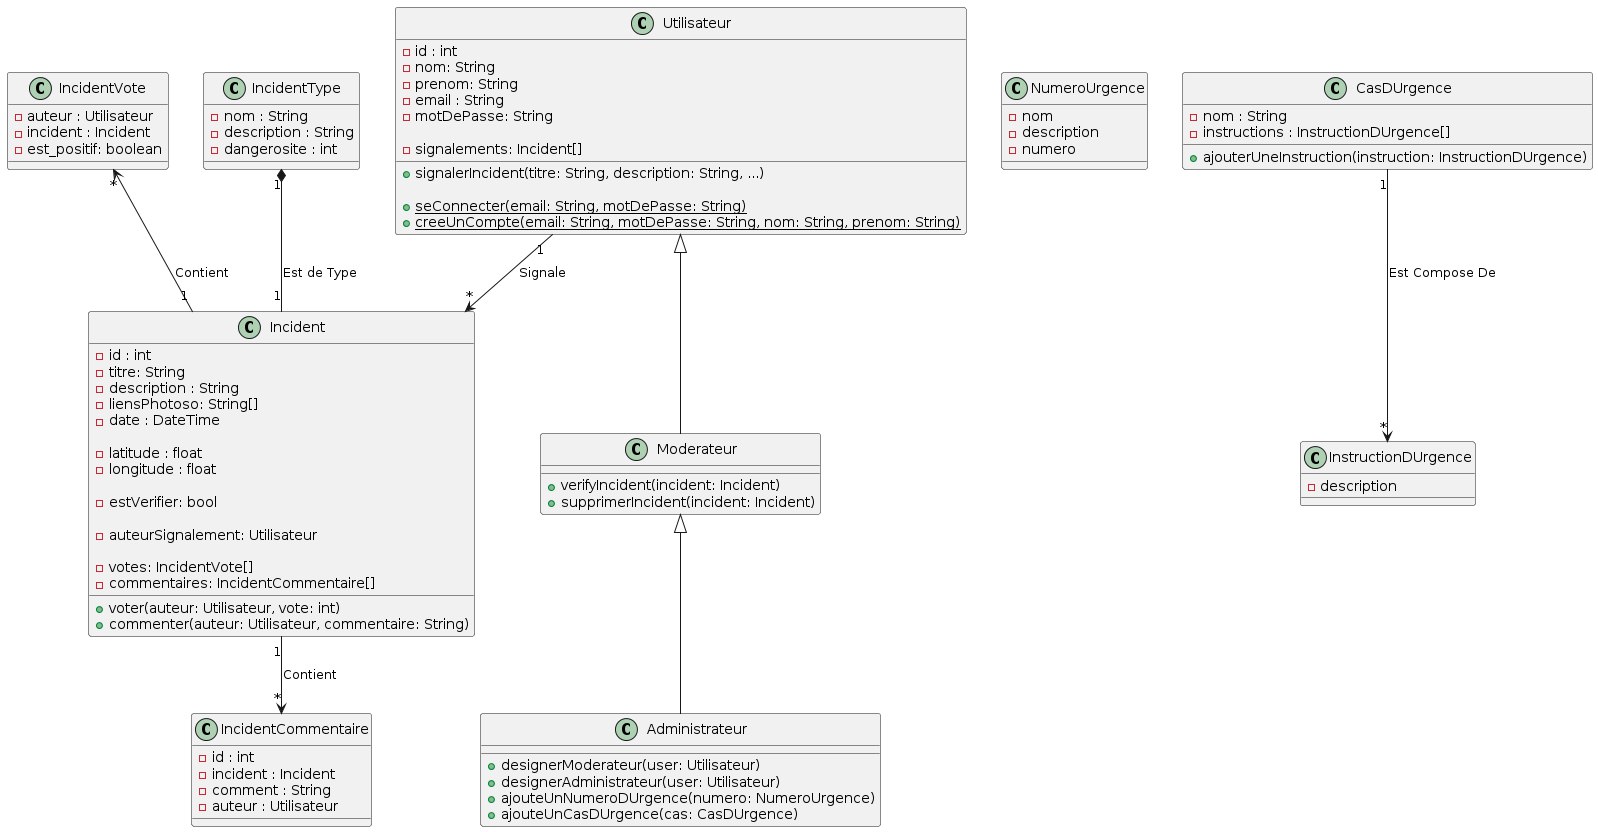 C Utilisateur
id : int
nom: String
prenom: String
email : String
motDePasse: String
signalements: Incident[]
signalerIncident(titre: String, description: String, ...)
seConnecter(email: String, motDePasse: String)
creeUnCompte(email: String, motDePasse: String, nom: String, prenom: String)
C IncidentVote
auteur : Utilisateur
incident : Incident
est_positif: boolean
C IncidentType
nom : String
description : String
dangerosite : int
C NumeroUrgence
nom
description
numero
C CasDUrgence
nom : String
instructions : InstructionDUrgence[]
ajouterUneInstruction(instruction: InstructionDUrgence)
*
Contient
1
1
Est de Type
1
1
Signale
*
1
Est Compose De
*
C Incident
id : int
titre: String
description : String
liensPhotoso: String[]
date : DateTime
latitude : float
longitude : float
estVerifier: bool
auteurSignalement: Utilisateur
votes: IncidentVote[]
commentaires: IncidentCommentaire[]
voter(auteur: Utilisateur, vote: int)
commenter(auteur: Utilisateur, commentaire: String)
C Moderateur
verifyIncident(incident: Incident)
supprimerIncident(incident: Incident)
C InstructionDUrgence
description
1
Contient
*
C IncidentCommentaire
id : int
incident : Incident
comment : String
auteur : Utilisateur
C Administrateur
designerModerateur(user: Utilisateur)
designerAdministrateur(user: Utilisateur)
ajouteUnNumeroDUrgence(numero: NumeroUrgence)
ajouteUnCasDUrgence(cas: CasDUrgence)